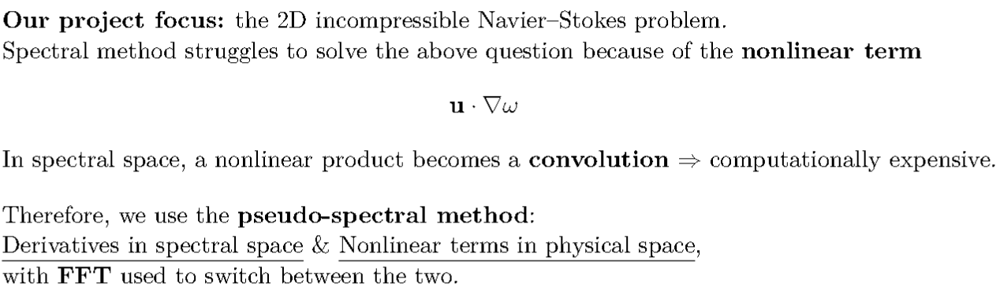 Our project focus: the 2D incompressible Navier–Stokes problem.
Spectral method struggles to solve the above question because of the nonlinear term
u · ∇ω
In spectral space, a nonlinear product becomes a convolution ⇒ computationally expensive.
Therefore, we use the pseudo-spectral method:
Derivatives in spectral space & Nonlinear terms in physical space,
with FFT used to switch between the two.